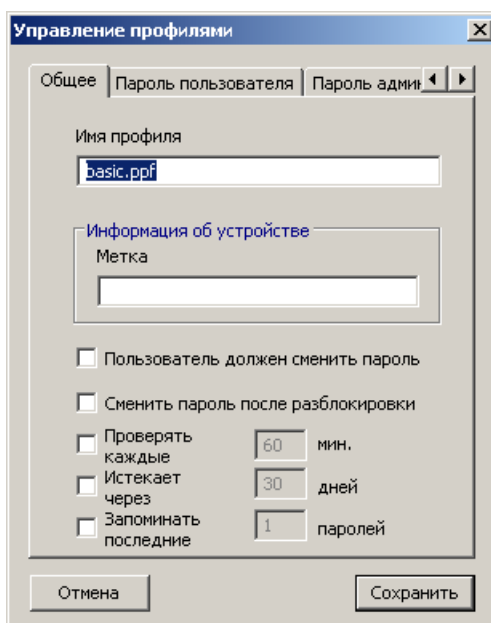 Управление профилями
Общее Пароль пользователя Пароль админ
Имя профиля
basic.ppf
Информация об устройстве
Метка
Пользователь должен сменить пароль
Сменить пароль после разблокировки
Проверять каждые 60 мин.
Истекает через 30 дней
Запоминать последние 1 паролей
Отмена Сохранить